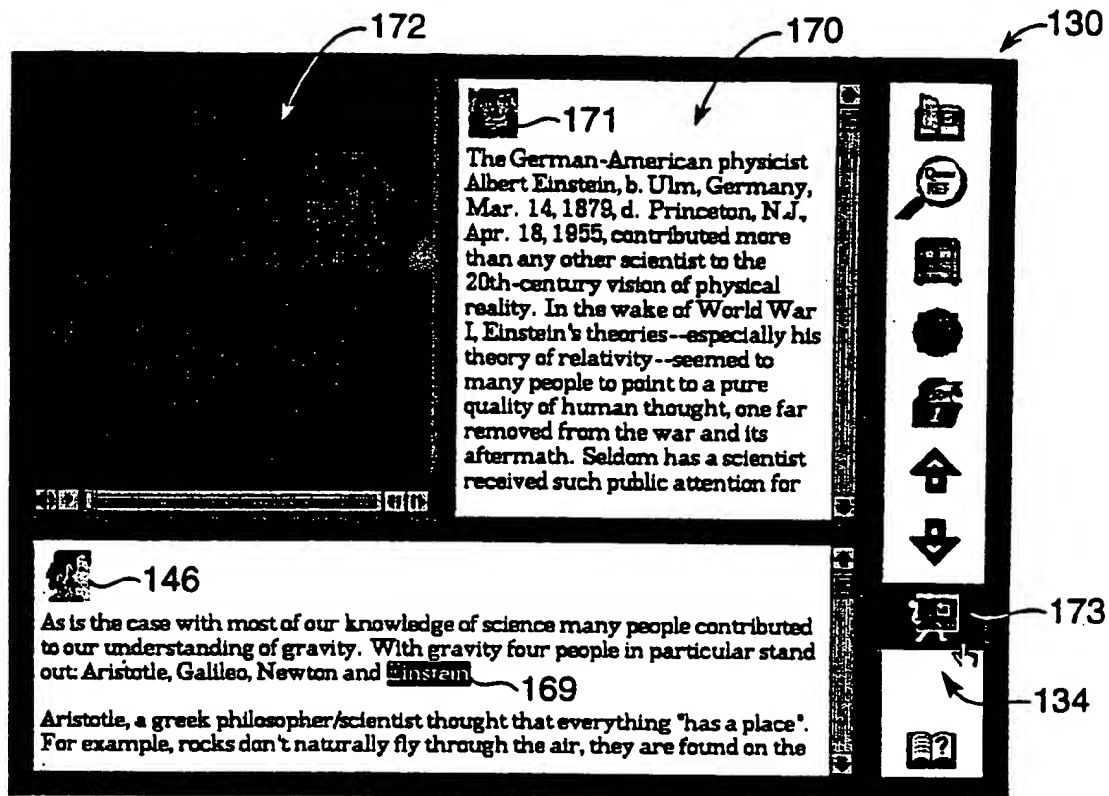 172
170
130
171
The German-American physicist
Albert Einstein, b. Ulm, Germany,
Mar. 14, 1879, d. Princeton, N.J.,
Apr. 18, 1955, contributed more
than any other scientist to the
20th-century vision of physical
reality. In the wake of World War
I, Einstein's theories--especially his
theory of relativity--seemed to
many people to point to a pure
quality of human thought, one far
removed from the war and its
aftermath. Seldom has a scientist
received such public attention for
REF
146
As is the case with most of our knowledge of science many people contributed
to our understanding of gravity. With gravity four people in particular stand
out: Aristotle, Galileo, Newton and Einstein
169
Aristotle, a greek philosopher/scientist thought that everything "has a place".
For example, rocks don't naturally fly through the air, they are found on the
173
134
?